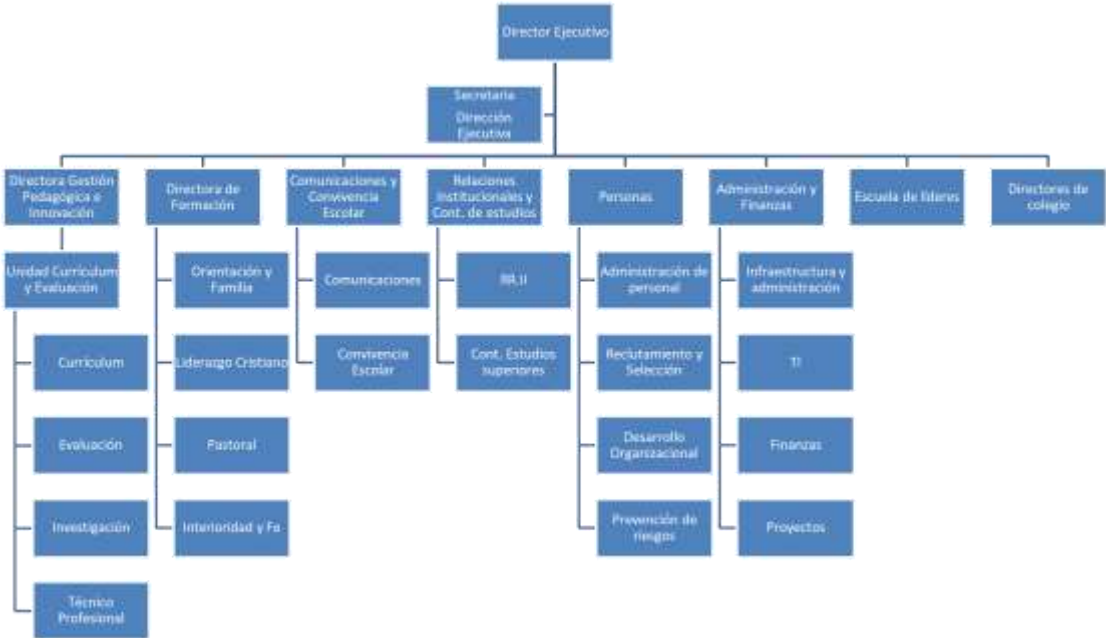 Director Ejecutivo
Secretaria
Dirección
Ejecutiva
Directora Gestión
Pedagógica e
Innovación
Directora de
Formación
Comunicaciones y
Convivencia
Escolar
Relaciones
Institucionales y
Cont. de estudios
Personas
Administración y
Finanzas
Escuela de líderes
Directores de
colegio
Unidad Curriculum
y Evaluación
Orientación y
Familia
Comunicaciones
RR.II
Administración de
personal
Infraestructura y
administración
Curriculum
Liderazgo Cristiano
Convivencia
Escolar
Cont. Estudios
superiores
Reclutamiento y
Selección
TI
Evaluación
Pastoral
Desarrollo
Organizacional
Finanzas
Investigación
Interioridad y Fe
Prevención de
riesgos
Proyectos
Técnico
Profesional